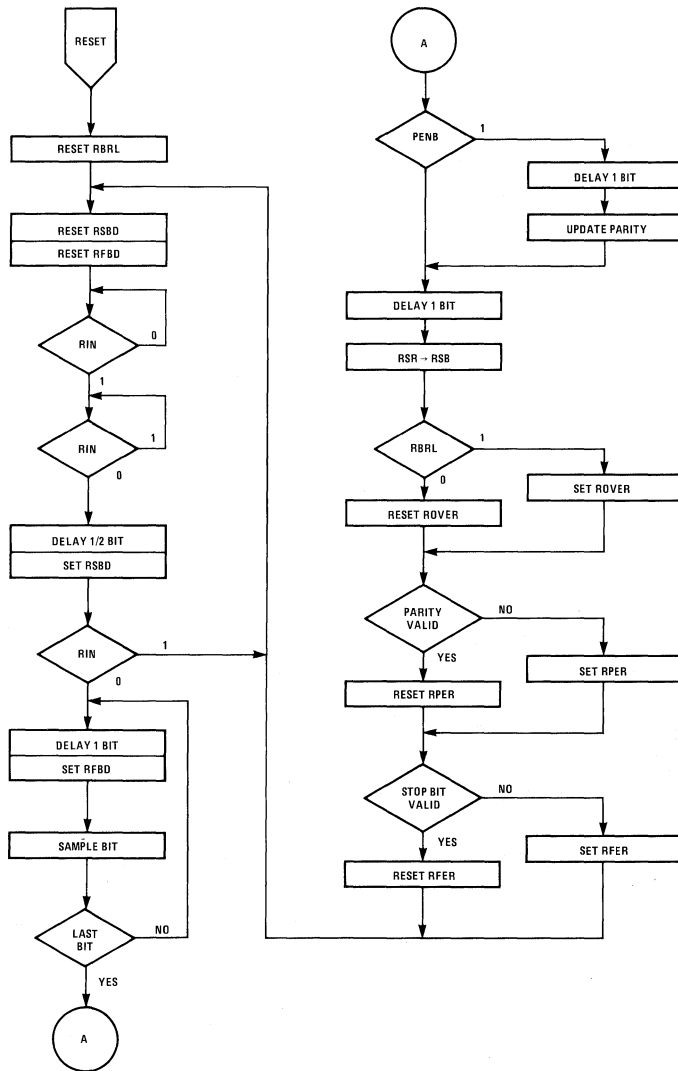 RESET
RESET RBRL
RESET RSBD
RESET RFBD
RIN
0
1
RIN
1
0
DELAY 1/2 BIT
SET RSBD
RIN
1
0
DELAY 1 BIT
SET RFBD
SAMPLE BIT
LAST
BIT
NO
YES
A
A
PENB
1
DELAY 1 BIT
UPDATE PARITY
DELAY 1 BIT
RSR → RSB
RBRL
1
0
SET ROVER
RESET ROVER
PARITY
VALID
NO
YES
SET RPER
RESET RPER
STOP BIT
VALID
NO
YES
SET RFER
RESET RFER